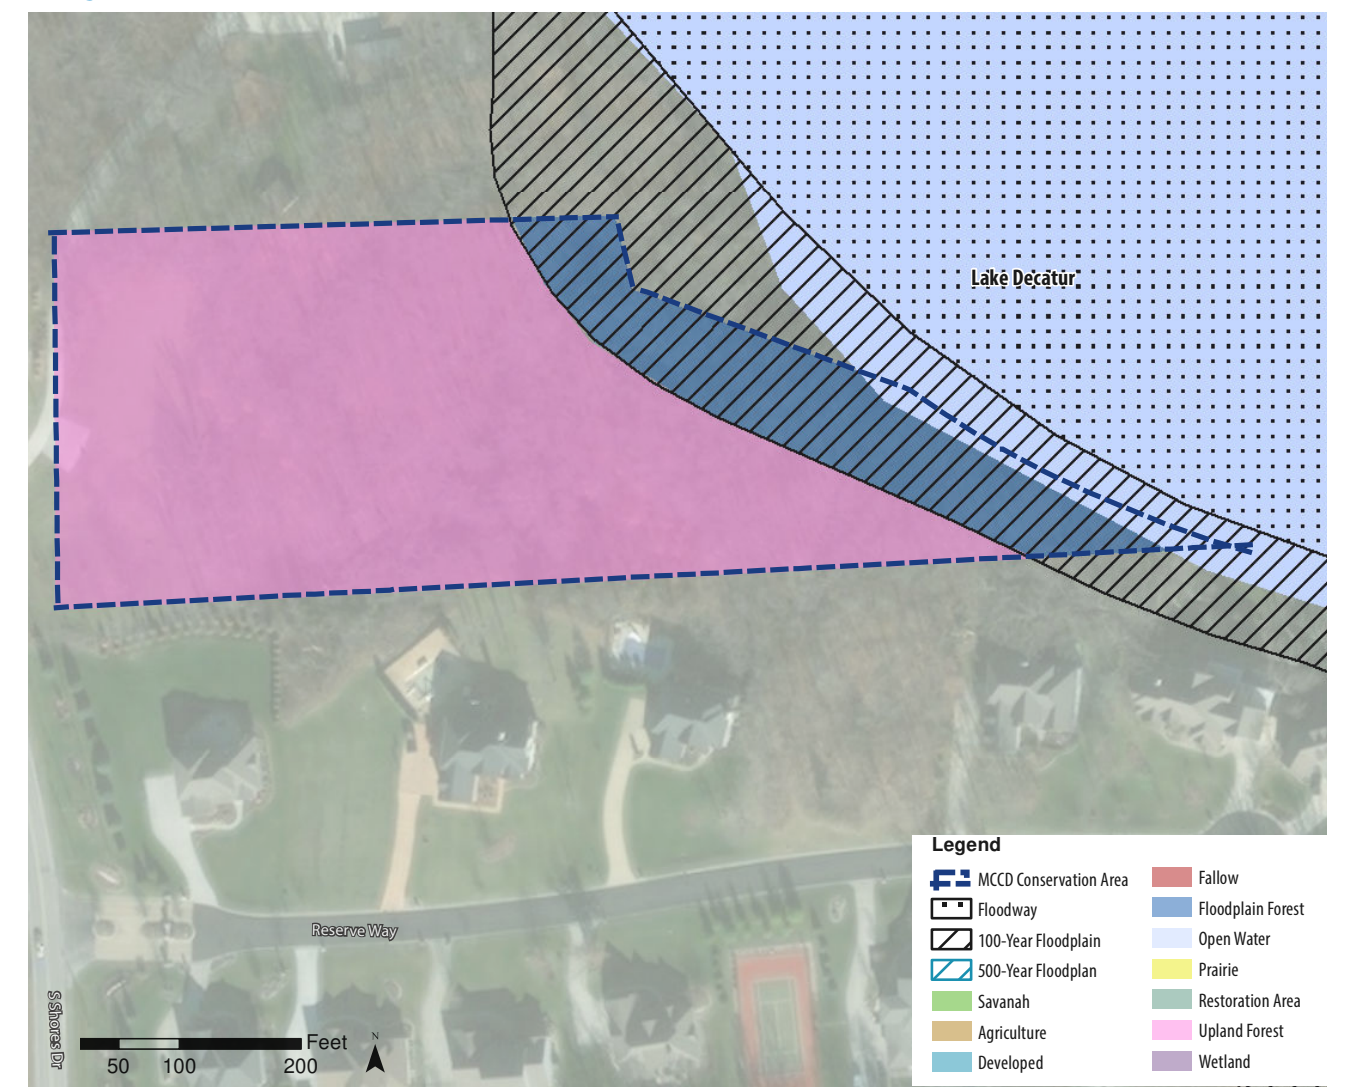 Lake Decatur
Reserve Way
S Shores Dr
Feet
50 100 200
N
Legend
MCCD Conservation Area
Floodway
100-Year Floodplain
500-Year Floodplan
Savanah
Agriculture
Developed
Fallow
Floodplain Forest
Open Water
Prairie
Restoration Area
Upland Forest
Wetland